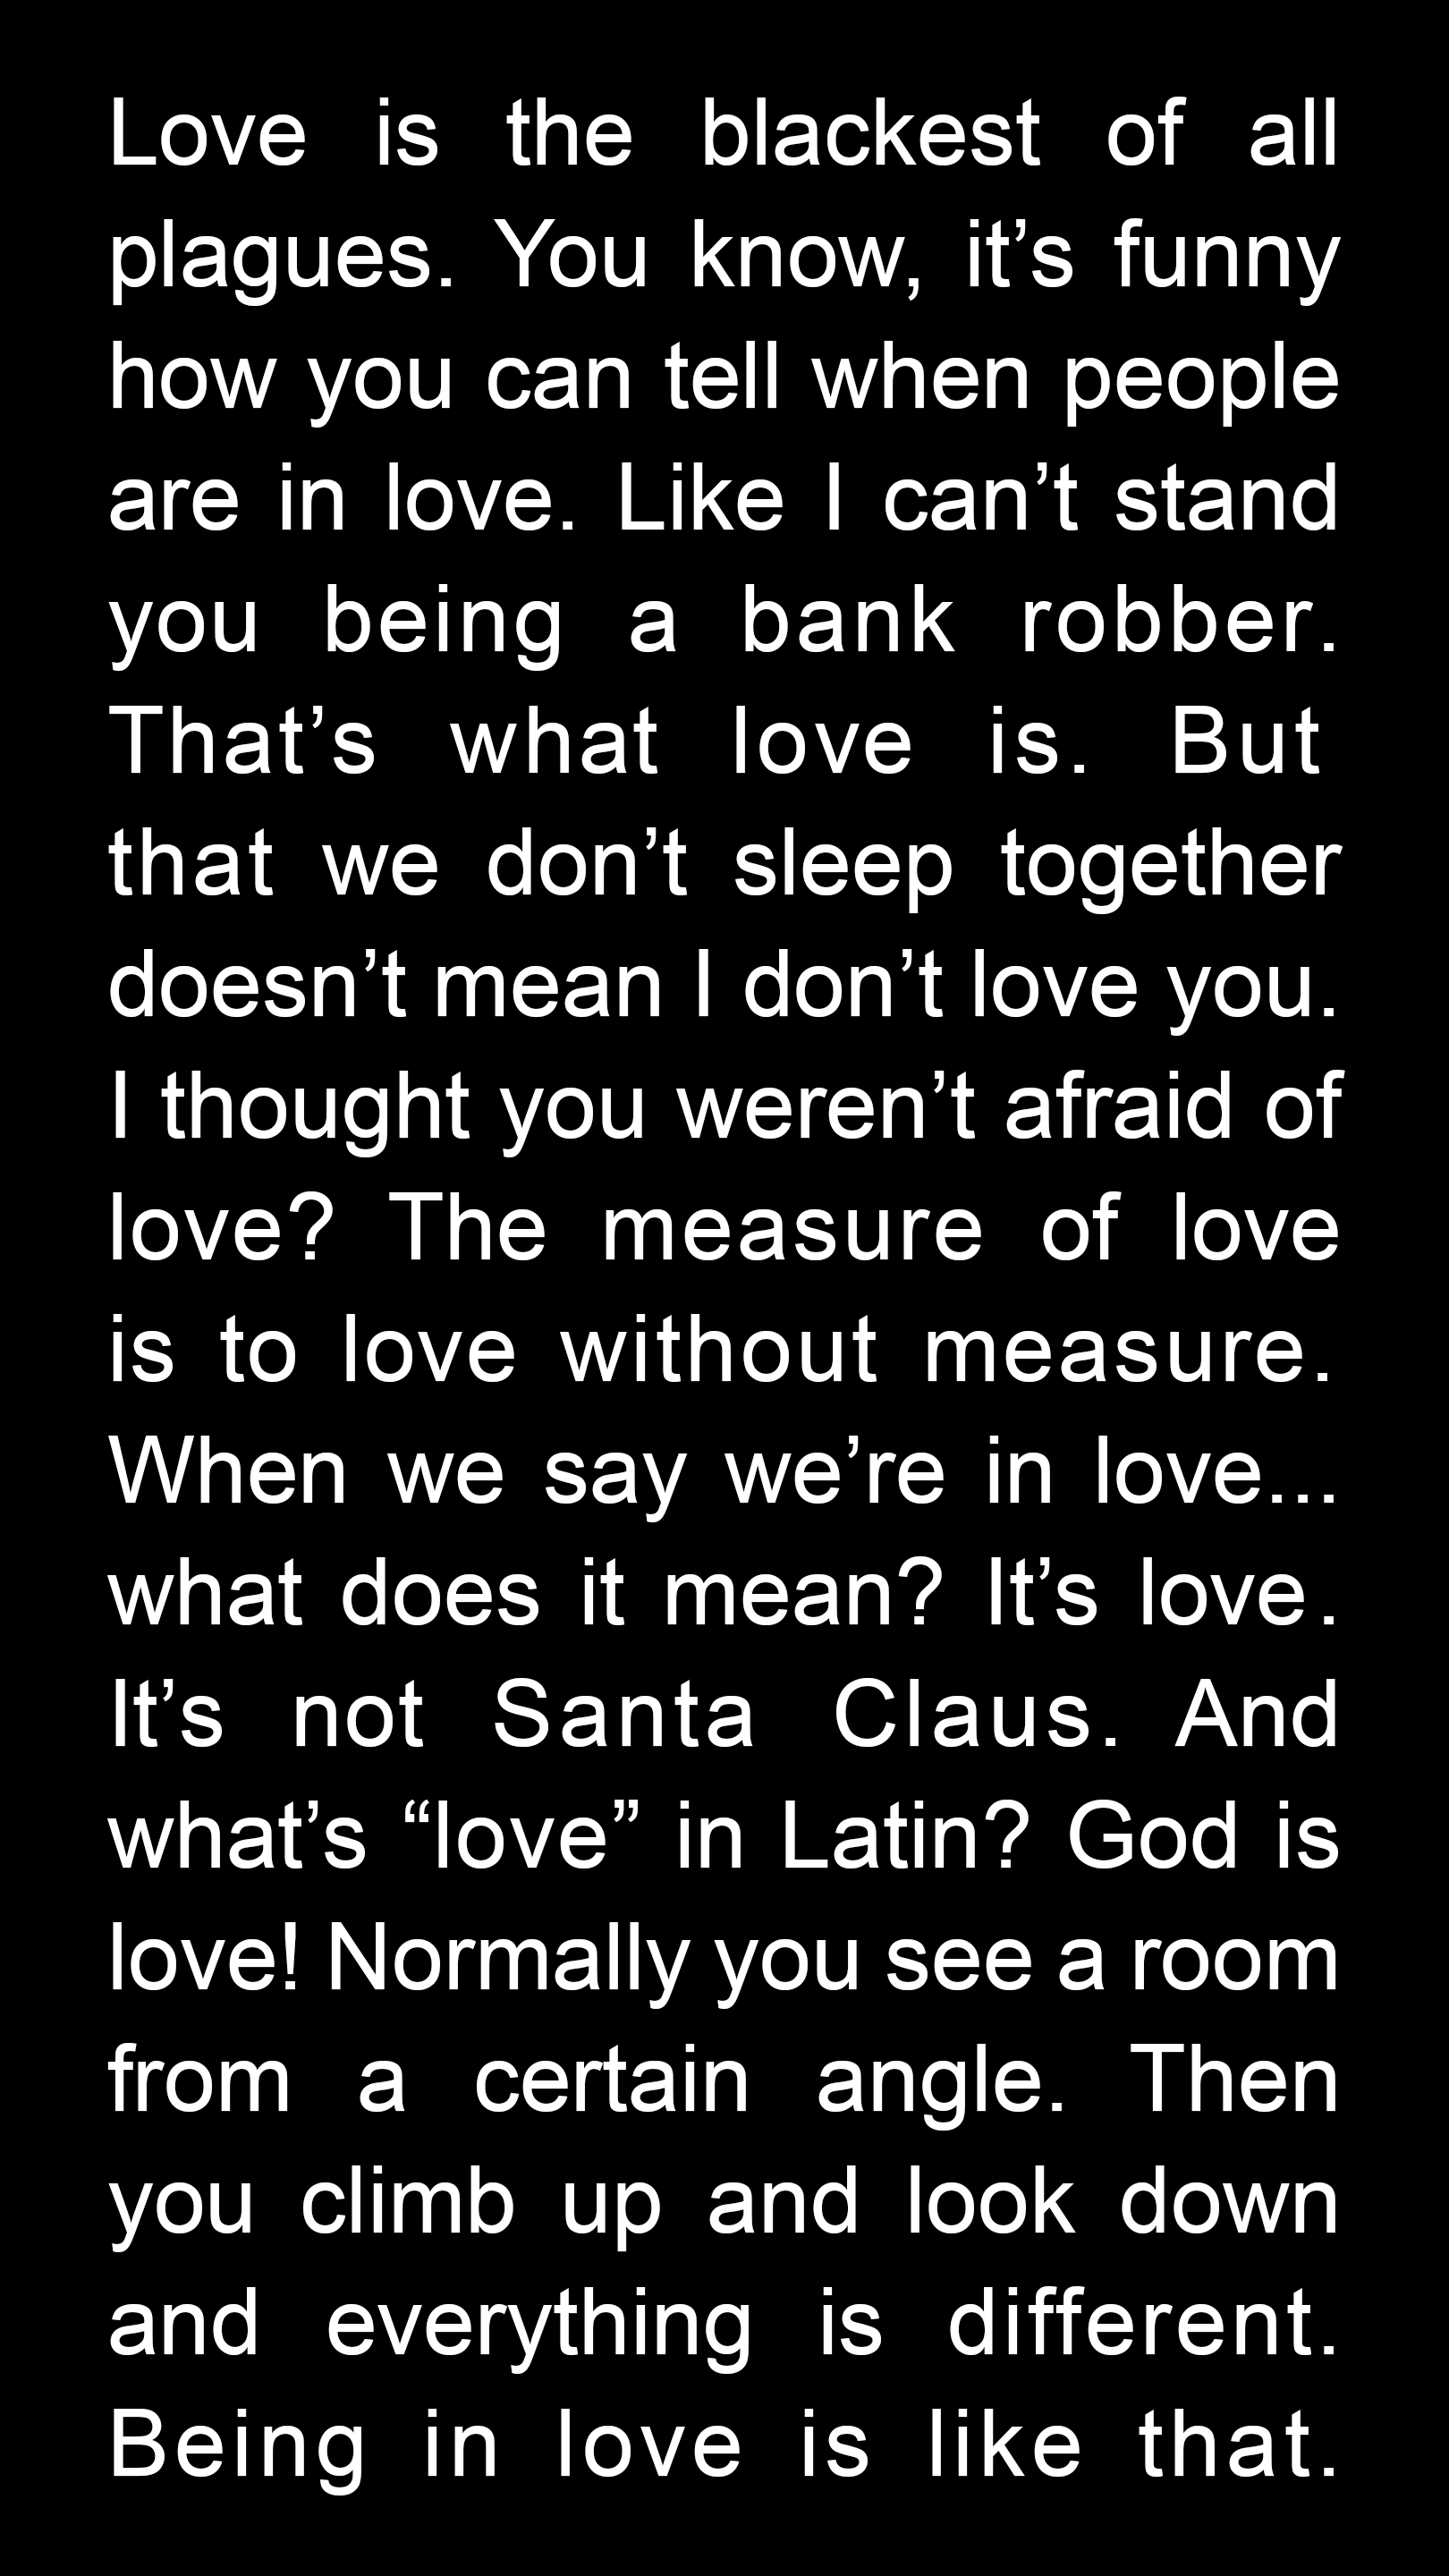 Love is the blackest of all
plagues. You know, it’s funny
how you can tell when people
are in love. Like I can’t stand
you being a bank robber.
That’s what love is. But
that we don’t sleep together
doesn’t mean I don’t love you.
I thought you weren’t afraid of
love? The measure of love
is to love without measure.
When we say we’re in love...
what does it mean? It’s love.
It’s not Santa Claus. And
what’s “love” in Latin? God is
love! Normally you see a room
from a certain angle. Then
you climb up and look down
and everything is different.
Being in love is like that.